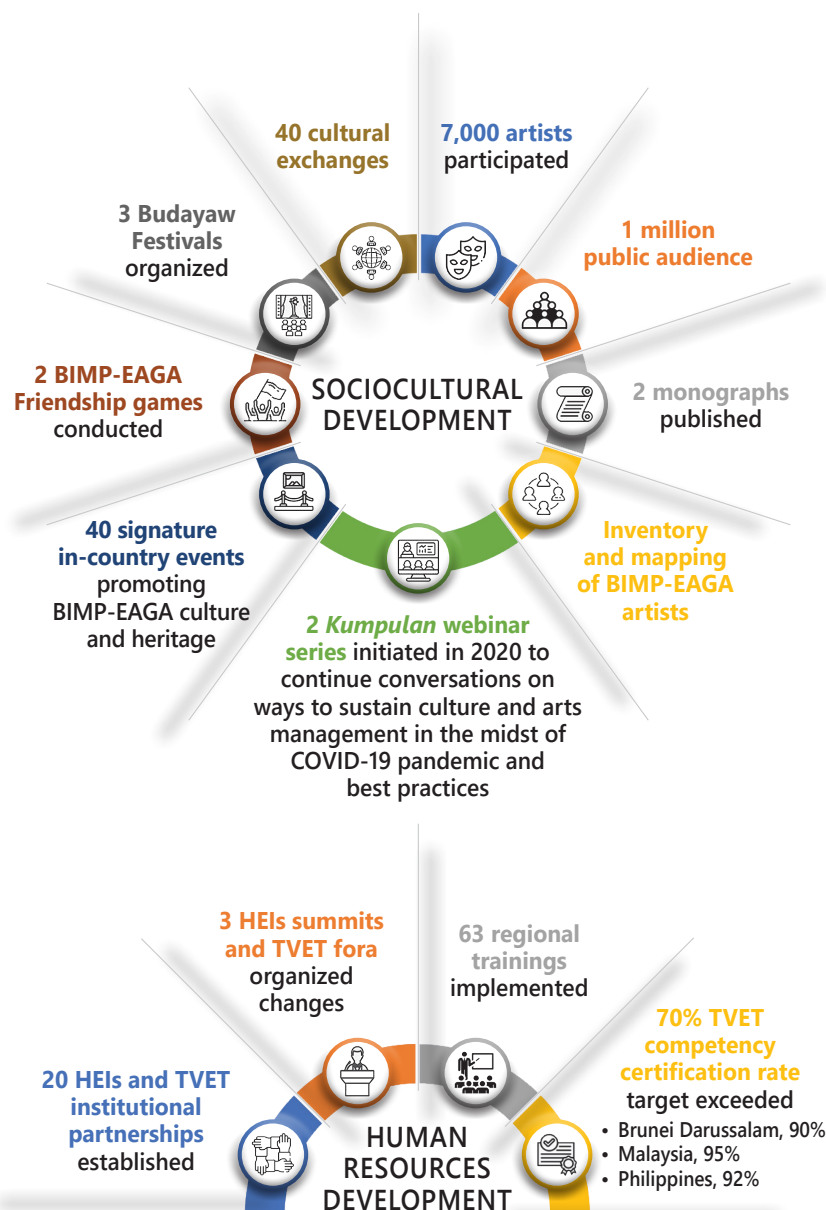 40 cultural
exchanges
7,000 artists
participated
1 million
public audience
2 monographs
published
Inventory
and mapping
of BIMP-EAGA
artists
2 Kumpulan webinar
series initiated in 2020 to
continue conversations on
ways to sustain culture and arts
management in the midst of
COVID-19 pandemic and
best practices
40 signature
in-country events
promoting
BIMP-EAGA culture
and heritage
2 BIMP-EAGA
Friendship games
conducted
3 Budayaw
Festivals
organized
SOCIOCULTURAL
DEVELOPMENT
3 HEIs summits
and TVET fora
organized
changes
63 regional
trainings
implemented
20 HEIs and TVET
institutional
partnerships
established
70% TVET
competency
certification rate
target exceeded
• Brunei Darussalam, 90%
• Malaysia, 95%
• Philippines, 92%
HUMAN
RESOURCES
DEVELOPMENT